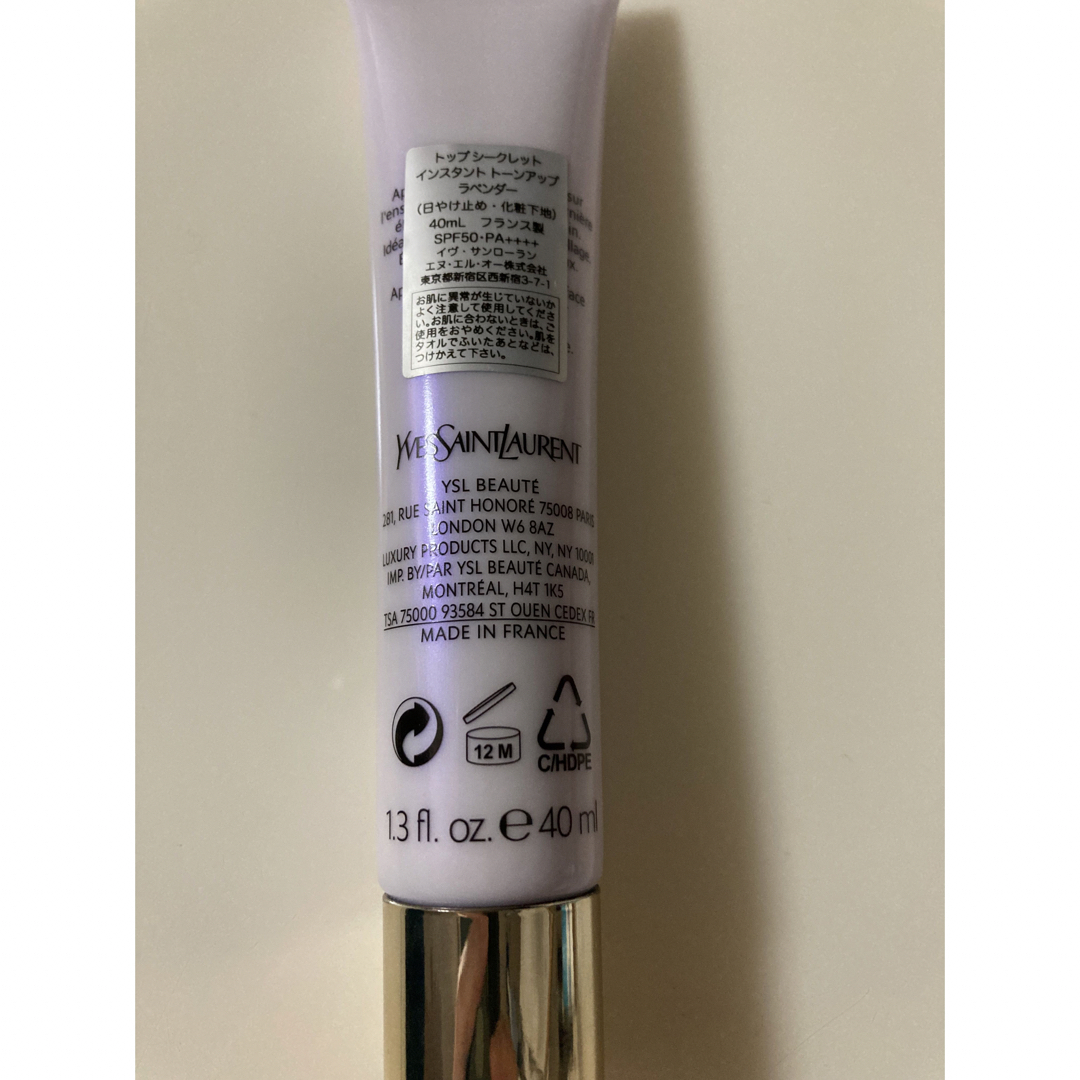 トップシークレット
インスタント トーンアップ
ラベンダー
(日やけ止め・化粧下地)
40mL フランス製
SPF50・PA++++
イヴ・サンローラン
エヌ・エル・オー株式会社
東京都新宿区西新宿3-7-1
お肌に異常が生じていないか
よく注意して使用してくださ
い。お肌に合わないときは、ご
使用をおやめください。肌を
タオルでふいたあとなどは、
つけかえて下さい。
YVESSAINTLAURENT
YSL BEAUTÉ
281, RUE SAINT HONORÉ 75008 PARIS
LONDON W6 8AZ
LUXURY PRODUCTS LLC, NY, NY 10001
IMP. BY/PAR YSL BEAUTÉ CANADA,
MONTRÉAL, H4T 1K5
TSA 75000 93584 ST OUEN CEDEX FR
MADE IN FRANCE
12 M
C/HDPE
1.3 fl. oz. e 40 ml